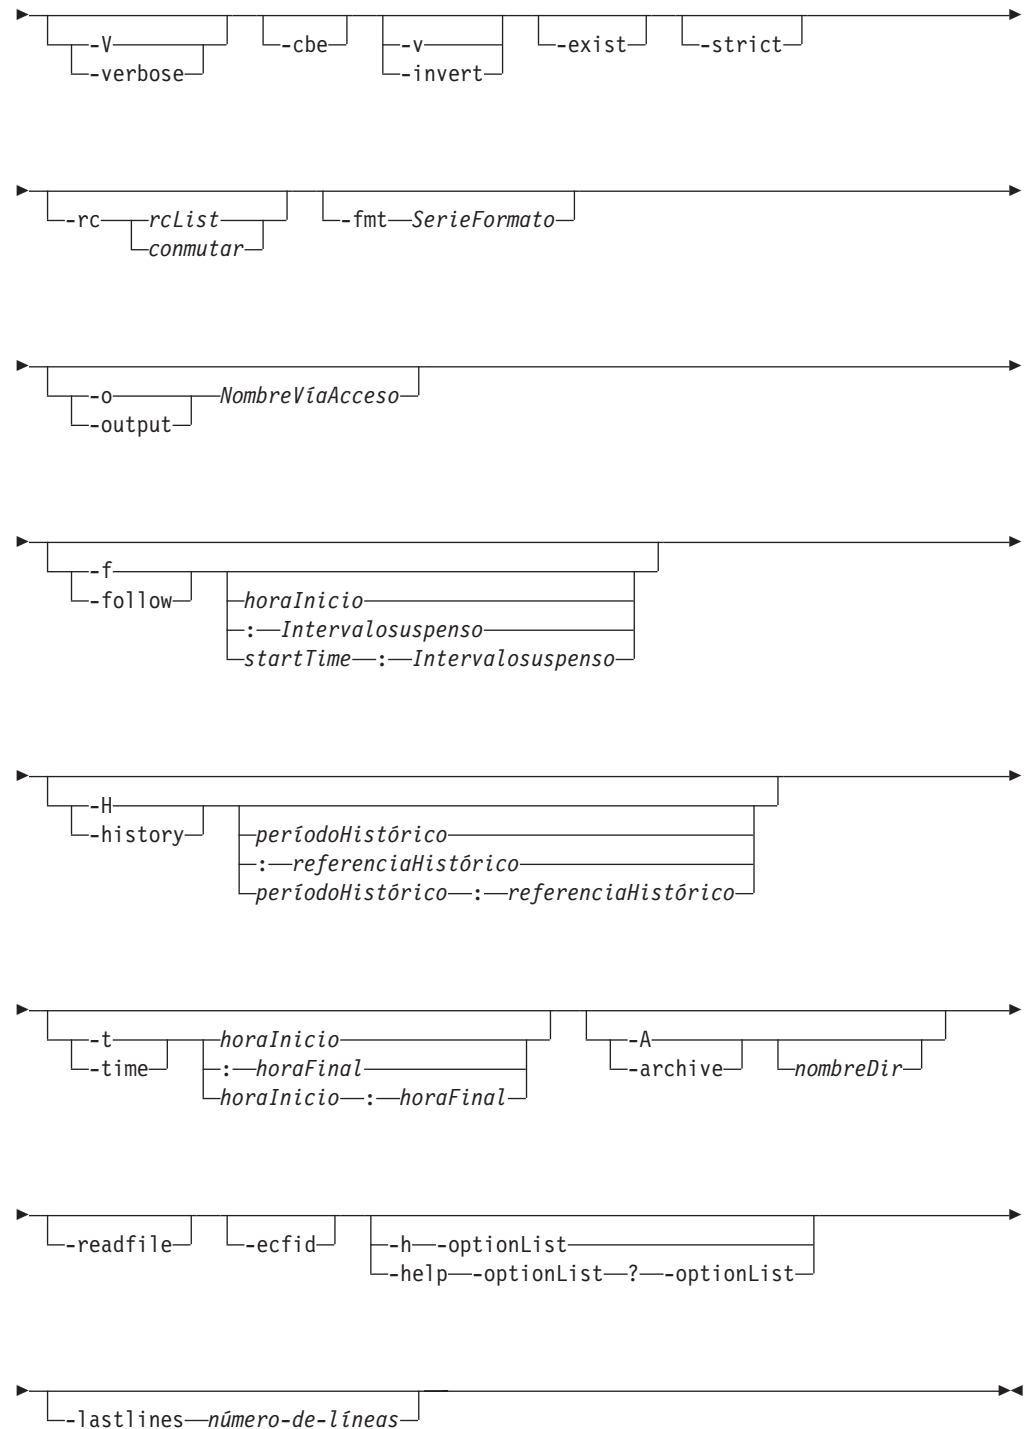 -V -cbe -v -exist -strict
-verbose -invert
-rc rcList -fmt SerieFormato
conmutar
-o NombreVíaAcceso
-output
-f
-follow horaInicio
: Intervalosuspenso
startTime : Intervalosuspenso
-H
-history períodoHistórico
: referenciaHistórico
períodoHistórico : referenciaHistórico
-t horaInicio -A
-time : horaFinal -archive nombreDir
horaInicio : horaFinal
-readfile -ecfid -h -optionList
-help -optionList ? -optionList
-lastlines número-de-líneas